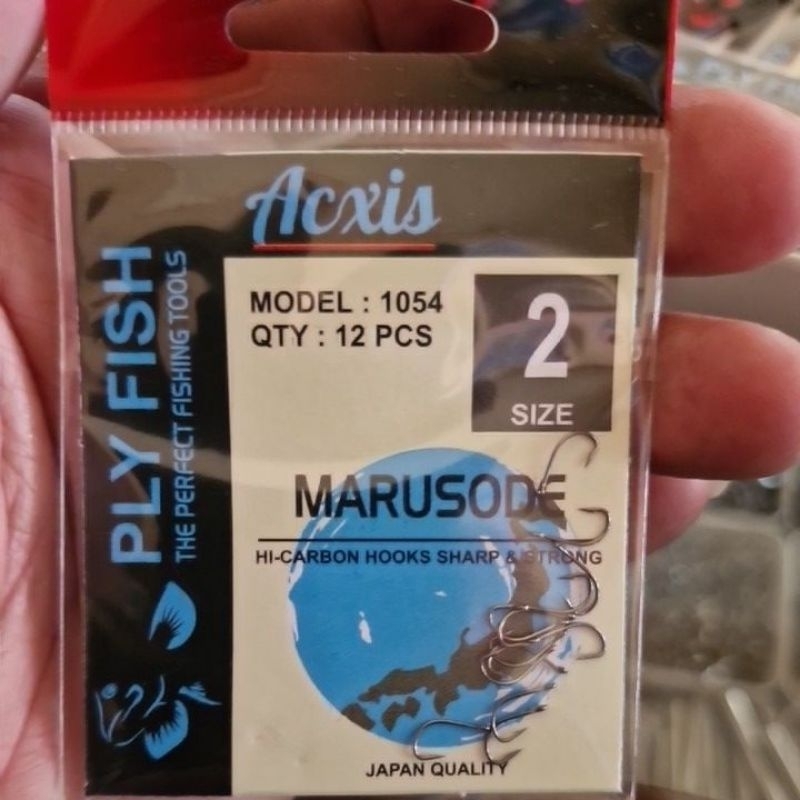 Acxis
PLY FISH
THE PERFECT FISHING TOOLS
MODEL : 1054
QTY : 12 PCS
2
SIZE
MARUSODE
HI-CARBON HOOKS SHARP & STRONG
JAPAN QUALITY